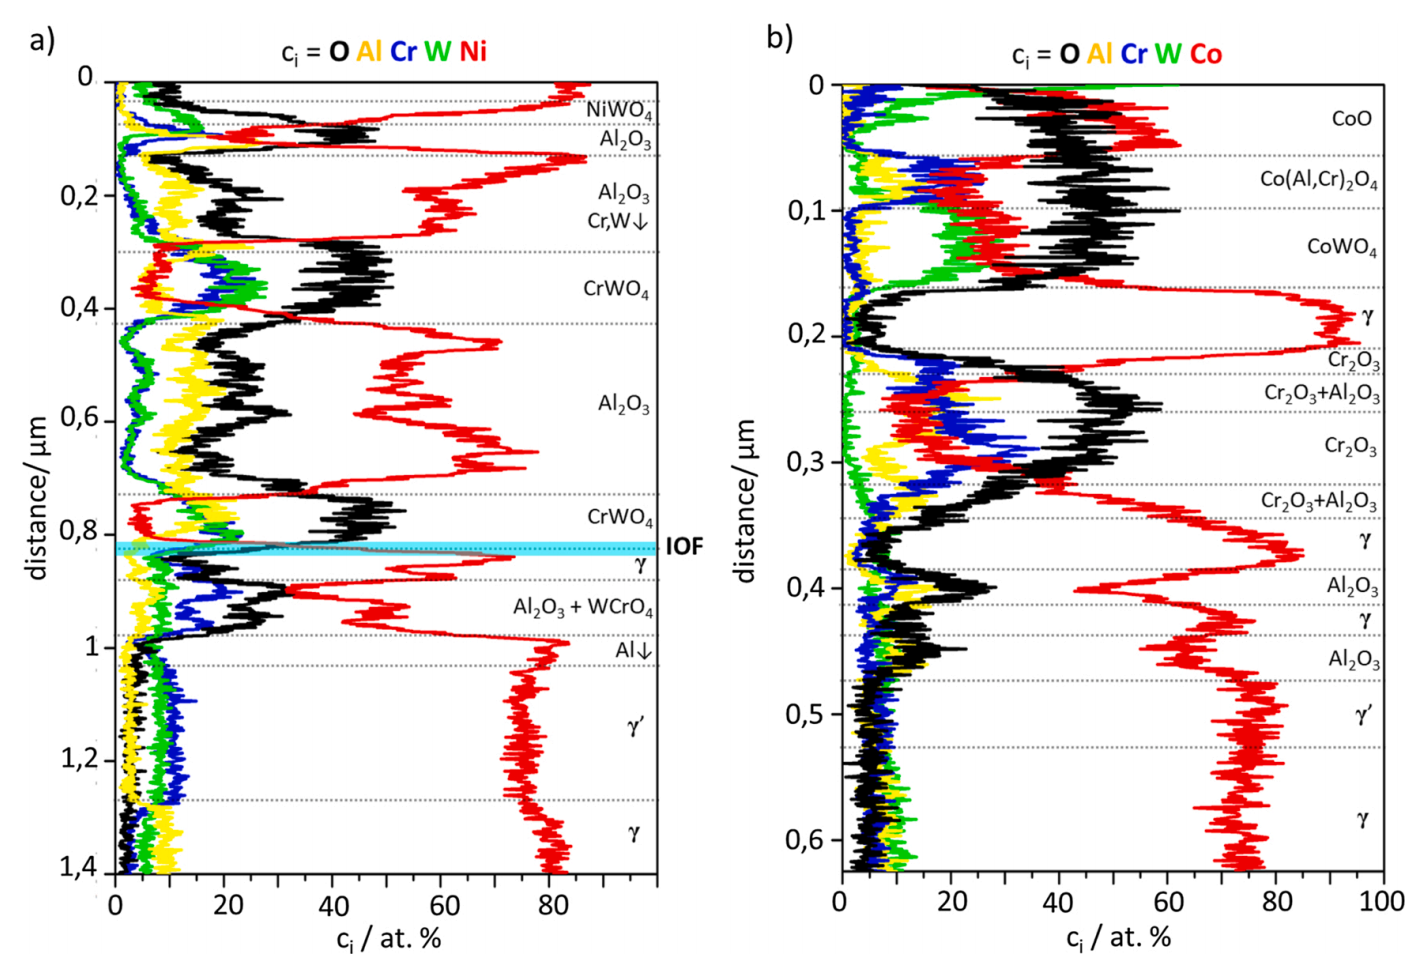 a)
cᵢ = O Al Cr W Ni
0
0,2
0,4
0,6
0,8
1
1,2
1,4
distance/ μm
NiWO₄
Al₂O₃
Al₂O₃
Cr,W↓
CrWO₄
Al₂O₃
CrWO₄
IOF
γ
Al₂O₃ + WCrO₄
Al↓
γ′
γ
0 20 40 60 80
cᵢ / at. %
b)
cᵢ = O Al Cr W Co
0
0,1
0,2
0,3
0,4
0,5
0,6
distance/ μm
CoO
Co(Al,Cr)₂O₄
CoWO₄
γ
Cr₂O₃
Cr₂O₃+Al₂O₃
Cr₂O₃
Cr₂O₃+Al₂O₃
γ
Al₂O₃
γ
Al₂O₃
γ′
γ
0 20 40 60 80 100
cᵢ / at. %